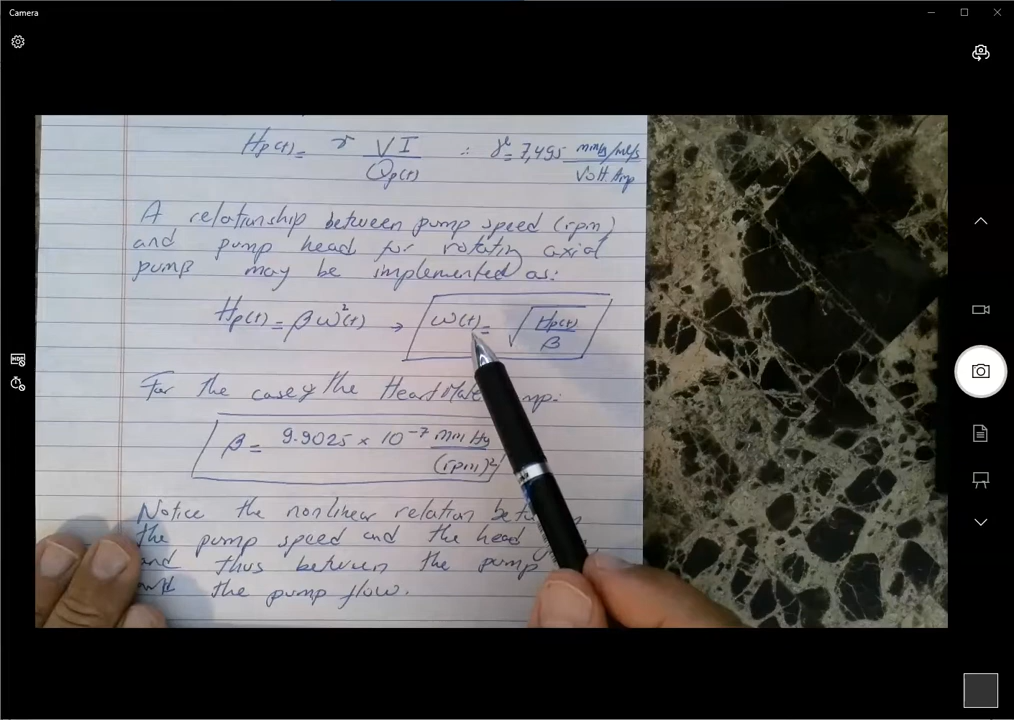 Camera
Hp(t) = γ VI / Qp(t) ∴ γ = 7,495 mmHg/ml/s / Volt. Amp
A relationship between pump speed (rpm)
and pump head for rotatin axial
pump may be implemented as:
Hp(t) = β ω²(t) → ω(t) = √(Hp(t) / β)
For the case of the HeartMate
β = 9.9025 × 10⁻⁷ mmHg / (rpm)²
Notice the nonlinear relation
the pump speed and the head
and thus between the pump
the pump flow.